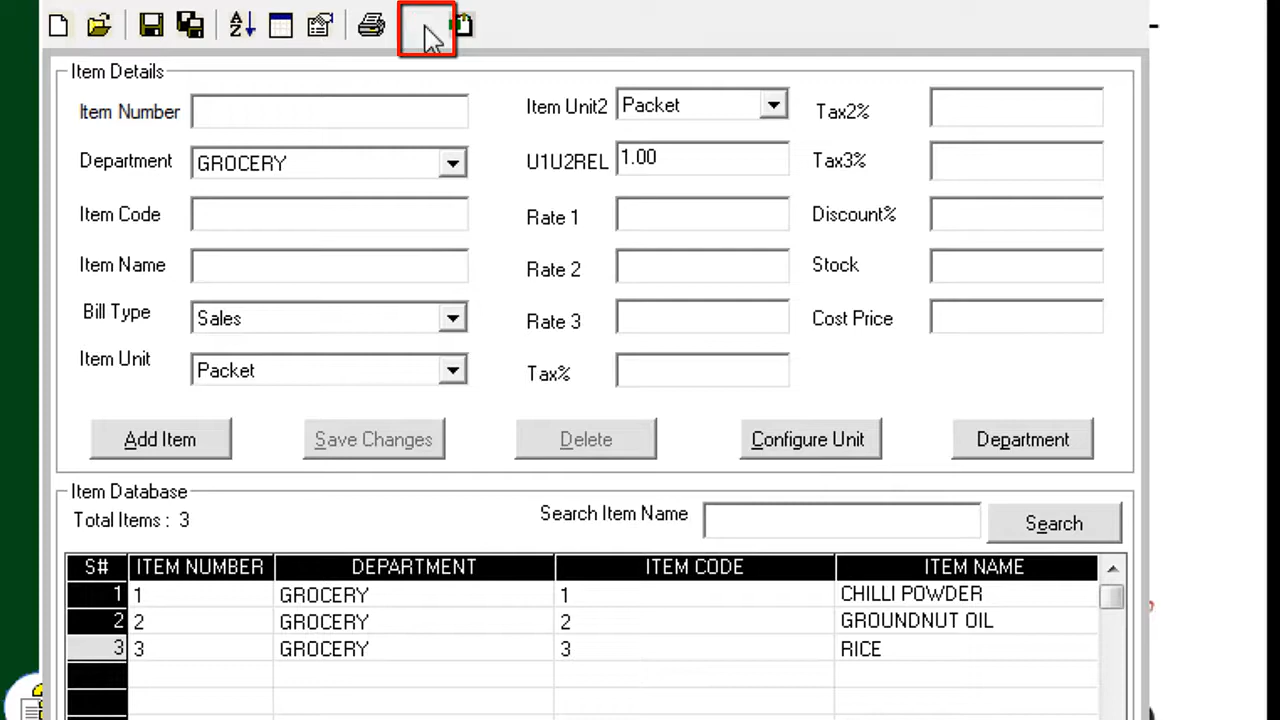 Item Details
Item Number
Item Unit2 Packet
Tax2%
Department GROCERY
U1U2REL 1.00
Tax3%
Item Code
Rate 1
Discount%
Item Name
Rate 2
Stock
Bill Type Sales
Rate 3
Cost Price
Item Unit Packet
Tax%
Add Item Save Changes Delete Configure Unit Department
Item Database
Total Items : 3 Search Item Name Search
S# ITEM NUMBER DEPARTMENT ITEM CODE ITEM NAME
1 1 GROCERY 1 CHILLI POWDER
2 2 GROCERY 2 GROUNDNUT OIL
3 3 GROCERY 3 RICE